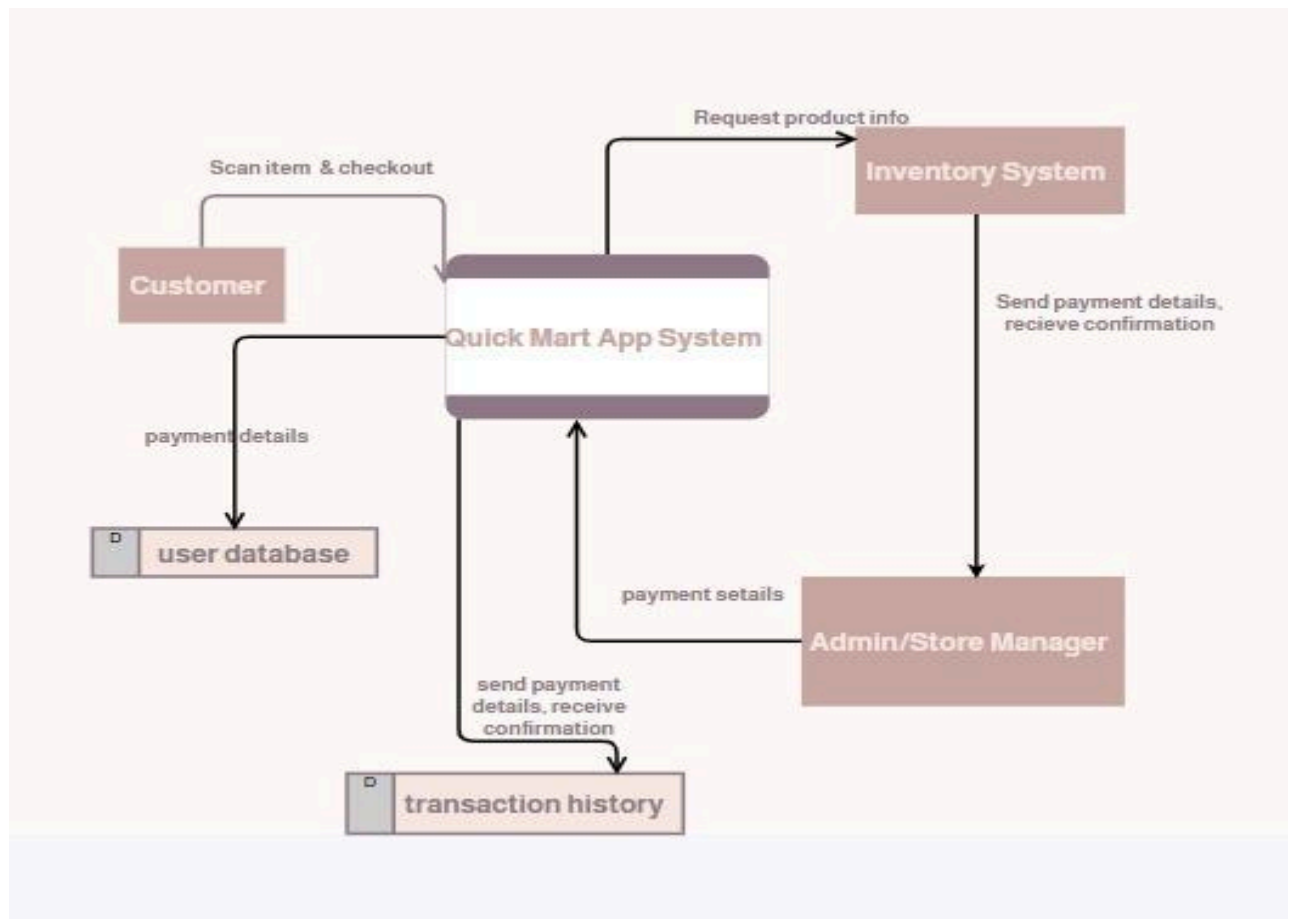 Request product info
Scan item & checkout
Inventory System
Customer
Send payment details,
recieve confirmation
Quick Mart App System
payment details
D
user database
payment setails
Admin/Store Manager
send payment
details, receive
confirmation
D
transaction history